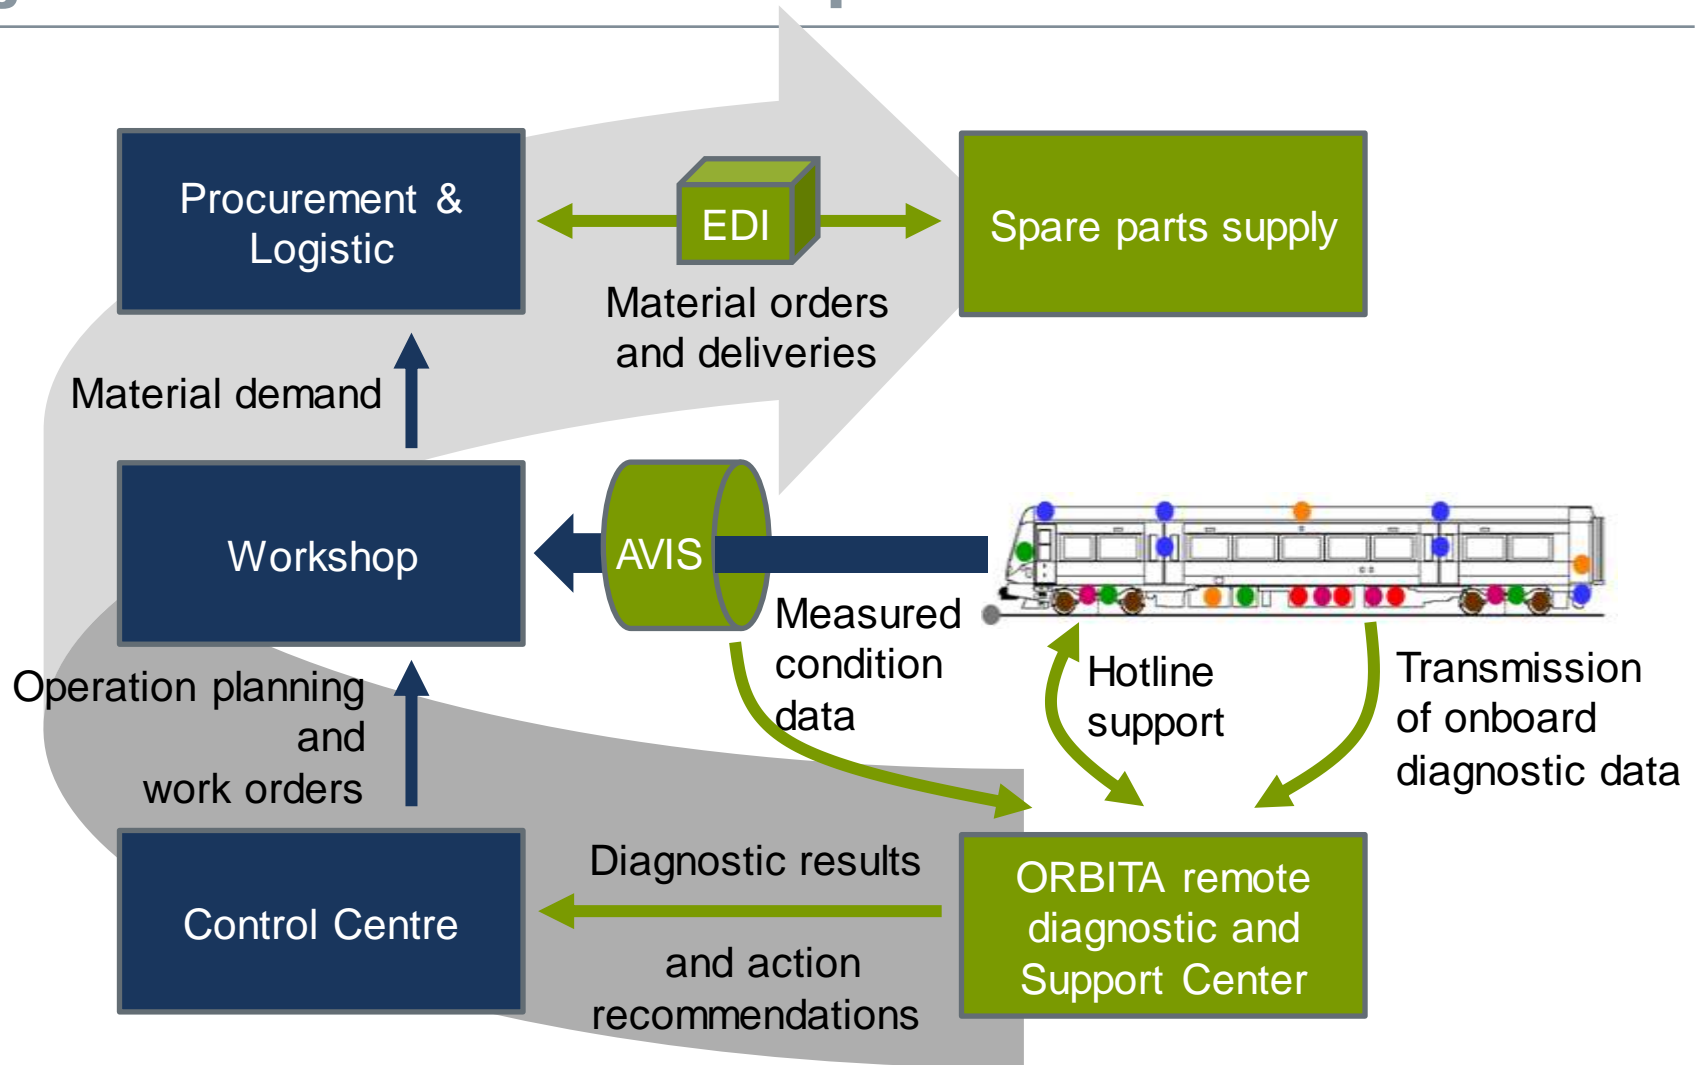 Procurement &
Logistic
EDI
Spare parts supply
Material orders
and deliveries
Material demand
Workshop
AVIS
Measured
condition
data
Hotline
support
Transmission
of onboard
diagnostic data
Operation planning
and
work orders
Control Centre
Diagnostic results
and action
recommendations
ORBITA remote
diagnostic and
Support Center